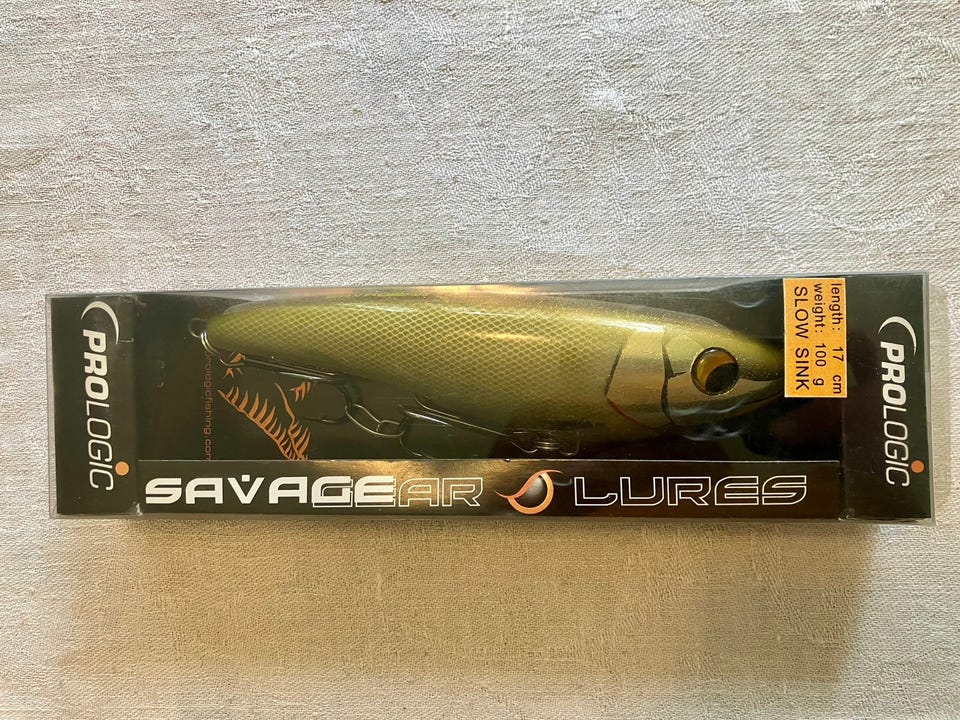 PROLOGIC
length: 17 cm
weight: 100 g
SLOW SINK
PROLOGIC
SAVAGEAR LURES